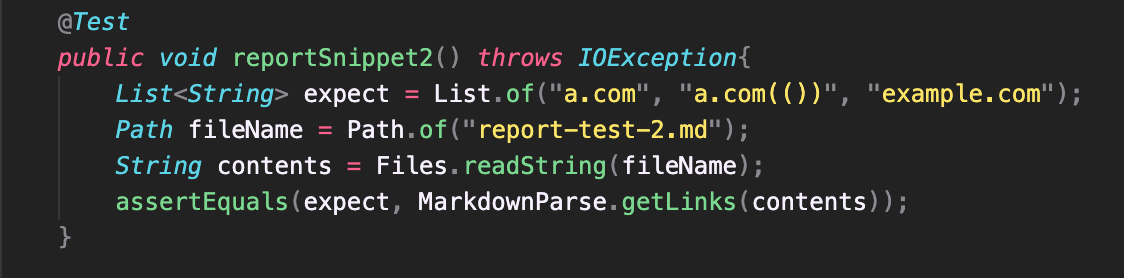 @Test
public void reportSnippet2() throws IOException{
List<String> expect = List.of("a.com", "a.com(())", "example.com");
Path fileName = Path.of("report-test-2.md");
String contents = Files.readString(fileName);
assertEquals(expect, MarkdownParse.getLinks(contents));
}